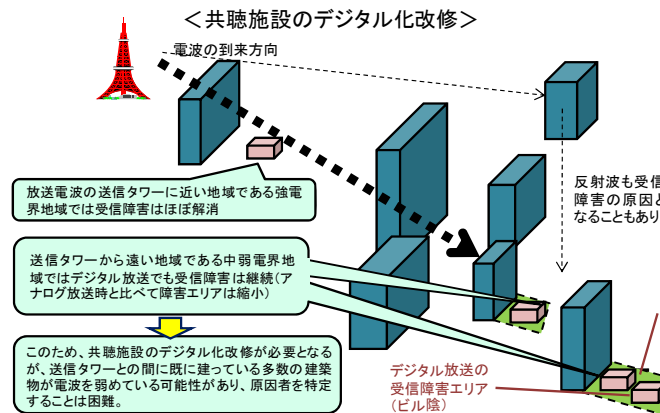 ＜共聴施設のデジタル化改修＞
電波の到来方向
放送電波の送信タワーに近い地域である強電
界地域では受信障害はほぼ解消
反射波も受信
障害の原因と
なることもあり
送信タワーから遠い地域である中弱電界地
域ではデジタル放送でも受信障害は継続（ア
ナログ放送時と比べて障害エリアは縮小）
このため、共聴施設のデジタル化改修が必要となる
が、送信タワーとの間に既に建っている多数の建築
物が電波を弱めている可能性があり、原因者を特定
することは困難。
デジタル放送の
受信障害エリア
（ビル陰）